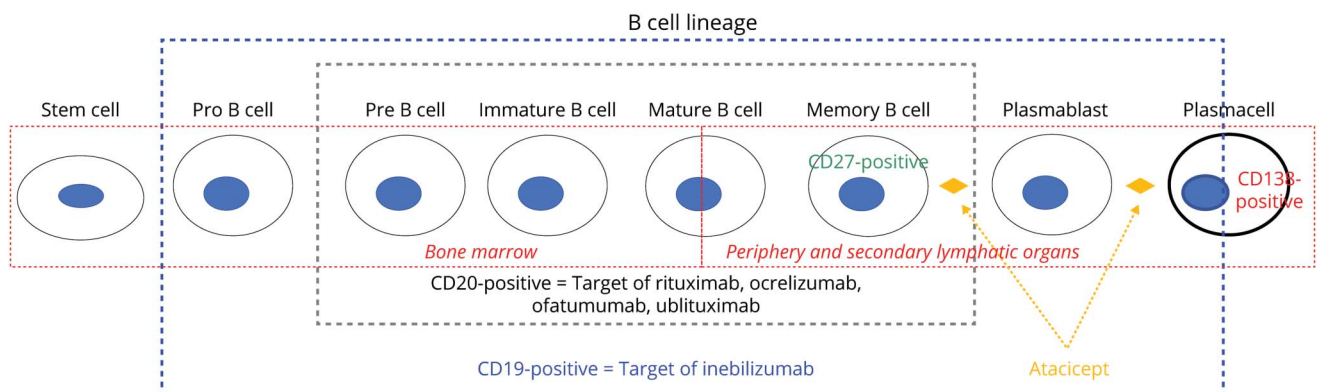 B cell lineage
Stem cell
Pro B cell
Pre B cell
Immature B cell
Mature B cell
Memory B cell
Plasmablast
Plasmacell
CD27-positive
CD138-
positive
Bone marrow
Periphery and secondary lymphatic organs
CD20-positive = Target of rituximab, ocrelizumab,
ofatumumab, ublituximab
CD19-positive = Target of inebilizumab
Atacicept